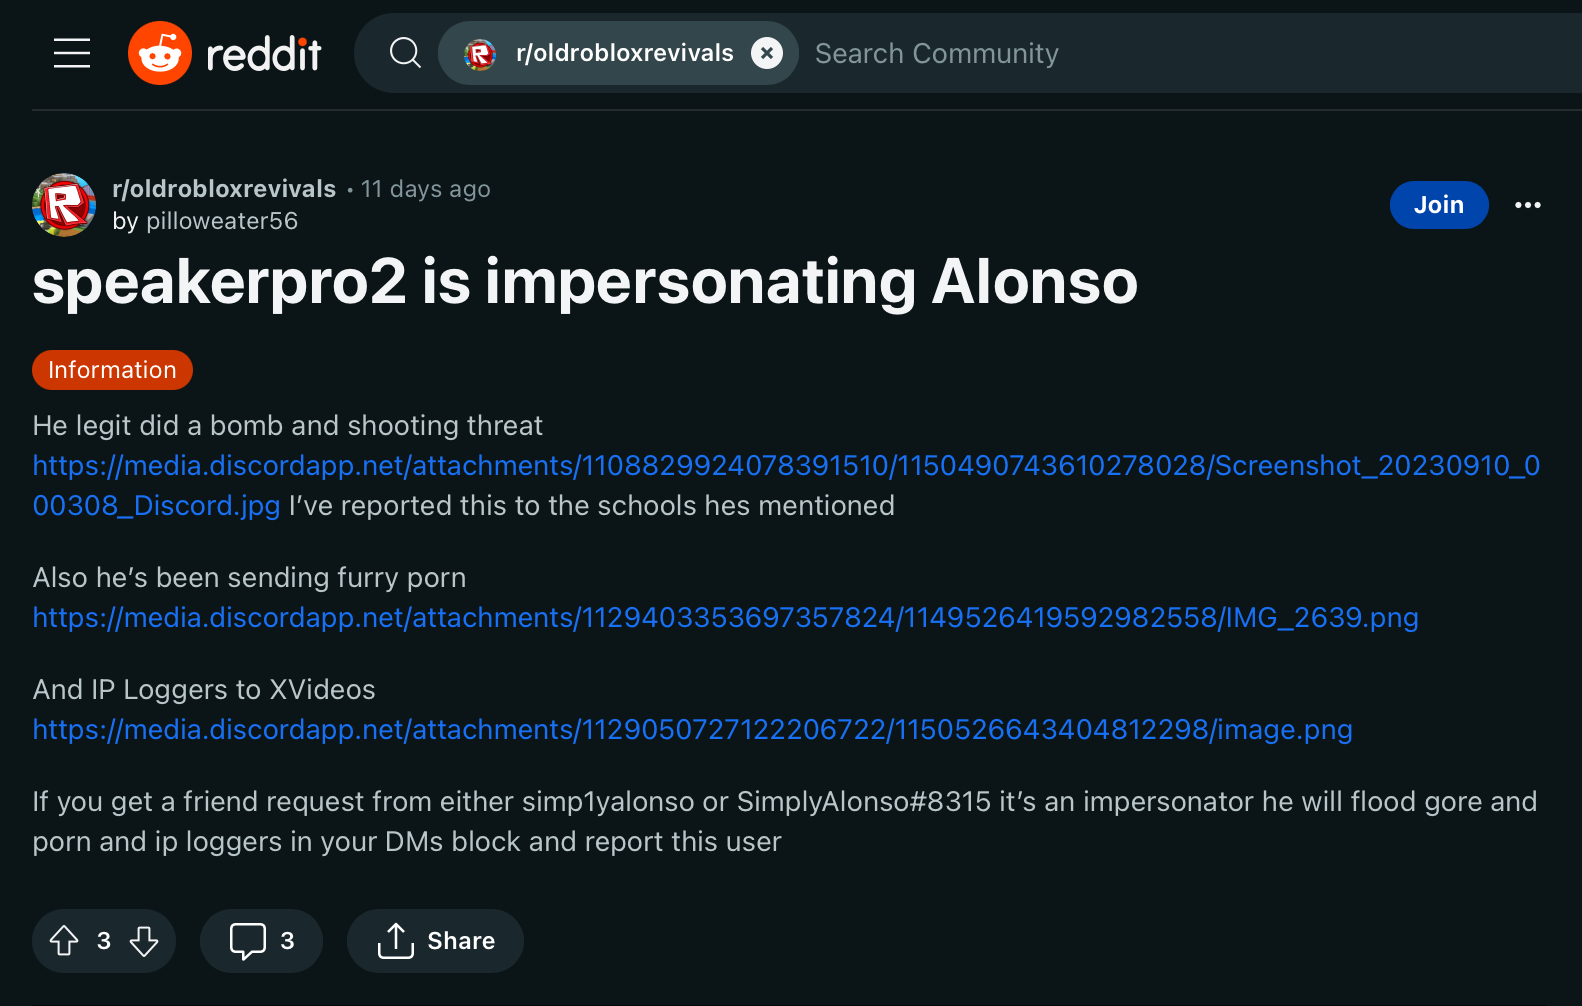 reddit
r/oldrobloxrevivals
Search Community
r/oldrobloxrevivals • 11 days ago
by pilloweater56
Join
speakerpro2 is impersonating Alonso
Information
He legit did a bomb and shooting threat
https://media.discordapp.net/attachments/1108829924078391510/1150490743610278028/Screenshot_20230910_0
00308_Discord.jpg I’ve reported this to the schools hes mentioned
Also he’s been sending furry porn
https://media.discordapp.net/attachments/1129403353697357824/1149526419592982558/IMG_2639.png
And IP Loggers to XVideos
https://media.discordapp.net/attachments/1129050727122206722/1150526643404812298/image.png
If you get a friend request from either simp1yalonso or SimplyAlonso#8315 it’s an impersonator he will flood gore and
porn and ip loggers in your DMs block and report this user
3
3
Share